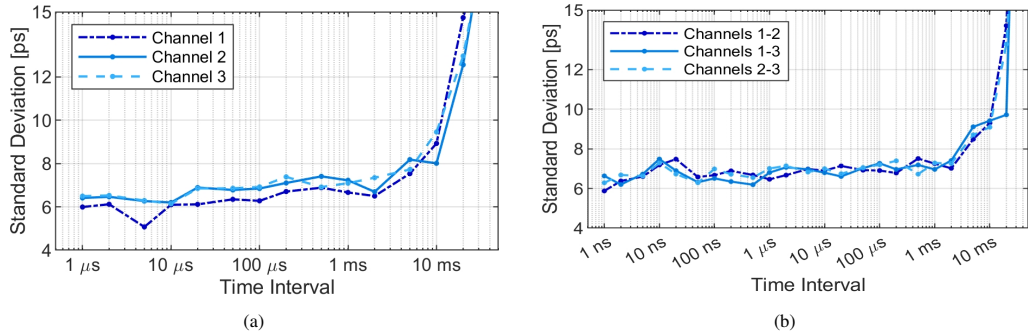 15
12
10
8
6
4
Standard Deviation [ps]
Channel 1
Channel 2
Channel 3
1 μs
10 μs
100 μs
1 ms
10 ms
Time Interval
(a)
15
12
10
8
6
4
Standard Deviation [ps]
Channels 1-2
Channels 1-3
Channels 2-3
1 ns
10 ns
100 ns
1 μs
10 μs
100 μs
1 ms
10 ms
Time Interval
(b)